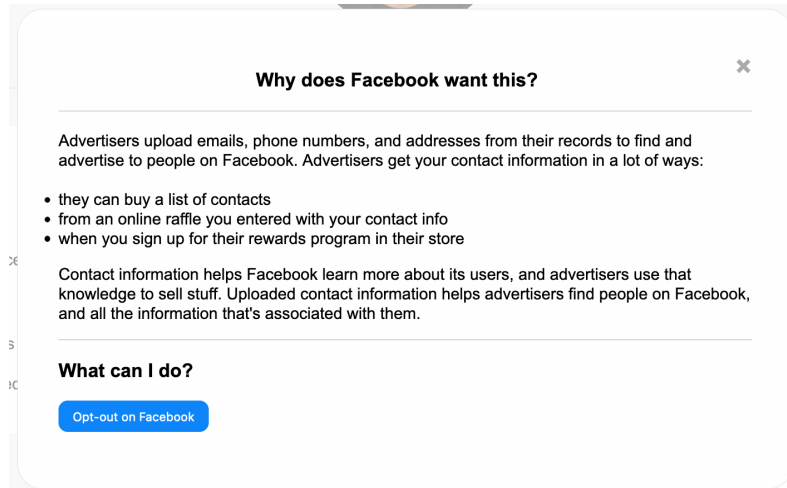 Why does Facebook want this?
Advertisers upload emails, phone numbers, and addresses from their records to find and
advertise to people on Facebook. Advertisers get your contact information in a lot of ways:
• they can buy a list of contacts
• from an online raffle you entered with your contact info
• when you sign up for their rewards program in their store
Contact information helps Facebook learn more about its users, and advertisers use that
knowledge to sell stuff. Uploaded contact information helps advertisers find people on Facebook,
and all the information that's associated with them.
What can I do?
Opt-out on Facebook